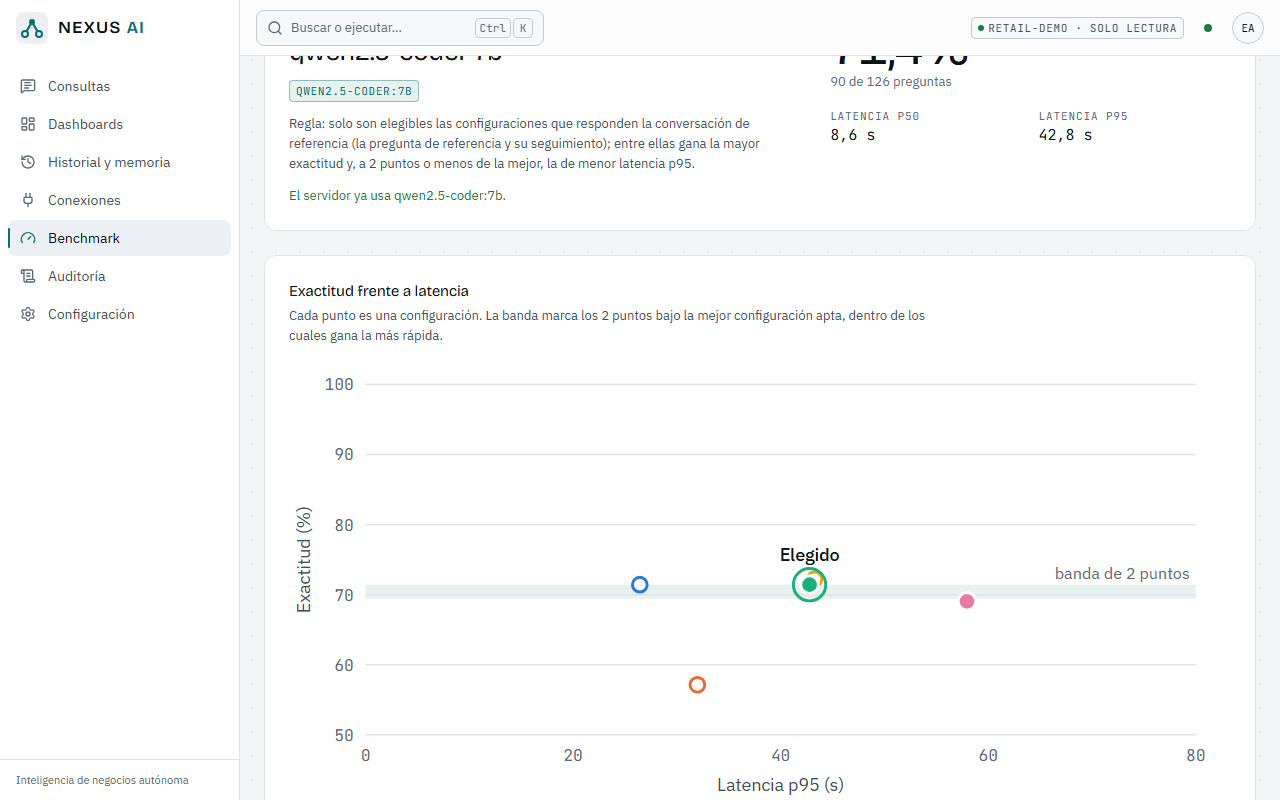 NEXUS AI
Buscar o ejecutar...
Ctrl K
RETAIL-DEMO · SOLO LECTURA
EA
Consultas
Dashboards
Historial y memoria
Conexiones
Benchmark
Auditoría
Configuración
Inteligencia de negocios autónoma
qwen2.5-coder:7b
QWEN2.5-CODER:7B
Regla: solo son elegibles las configuraciones que responden la conversación de
referencia (la pregunta de referencia y su seguimiento); entre ellas gana la mayor
exactitud y, a 2 puntos o menos de la mejor, la de menor latencia p95.
El servidor ya usa qwen2.5-coder:7b.
71,4 %
90 de 126 preguntas
LATENCIA P50
8,6 s
LATENCIA P95
42,8 s
Exactitud frente a latencia
Cada punto es una configuración. La banda marca los 2 puntos bajo la mejor configuración apta, dentro de los
cuales gana la más rápida.
Exactitud (%)
100
90
80
70
60
50
Elegido
banda de 2 puntos
0
20
40
60
80
Latencia p95 (s)